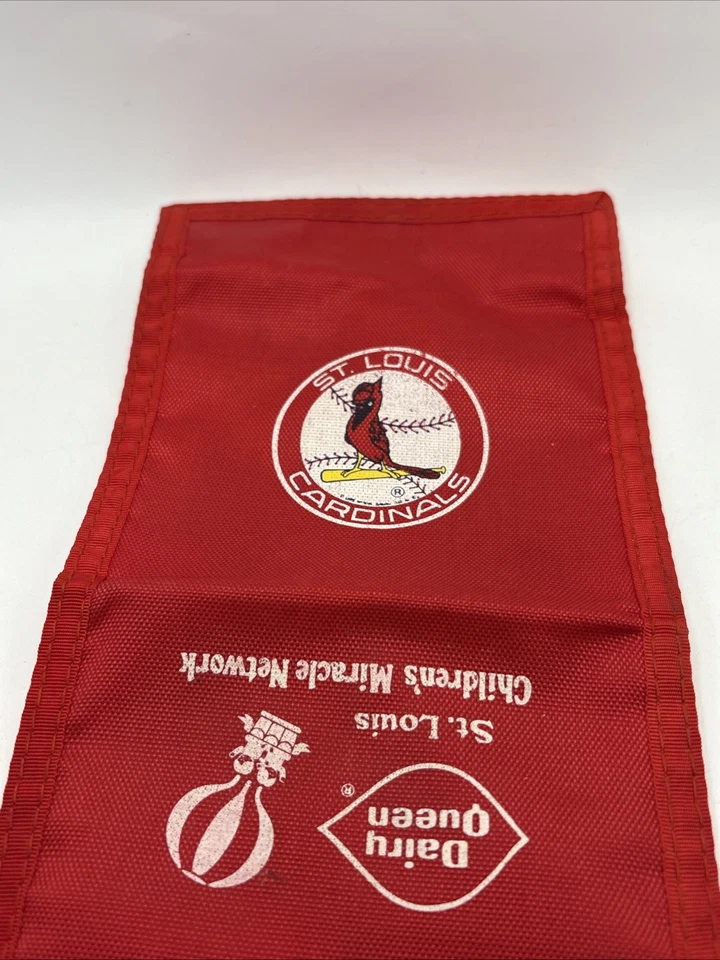 ST. LOUIS
CARDINALS
®
Dairy
Queen
®
St. Louis
Children's Miracle Network